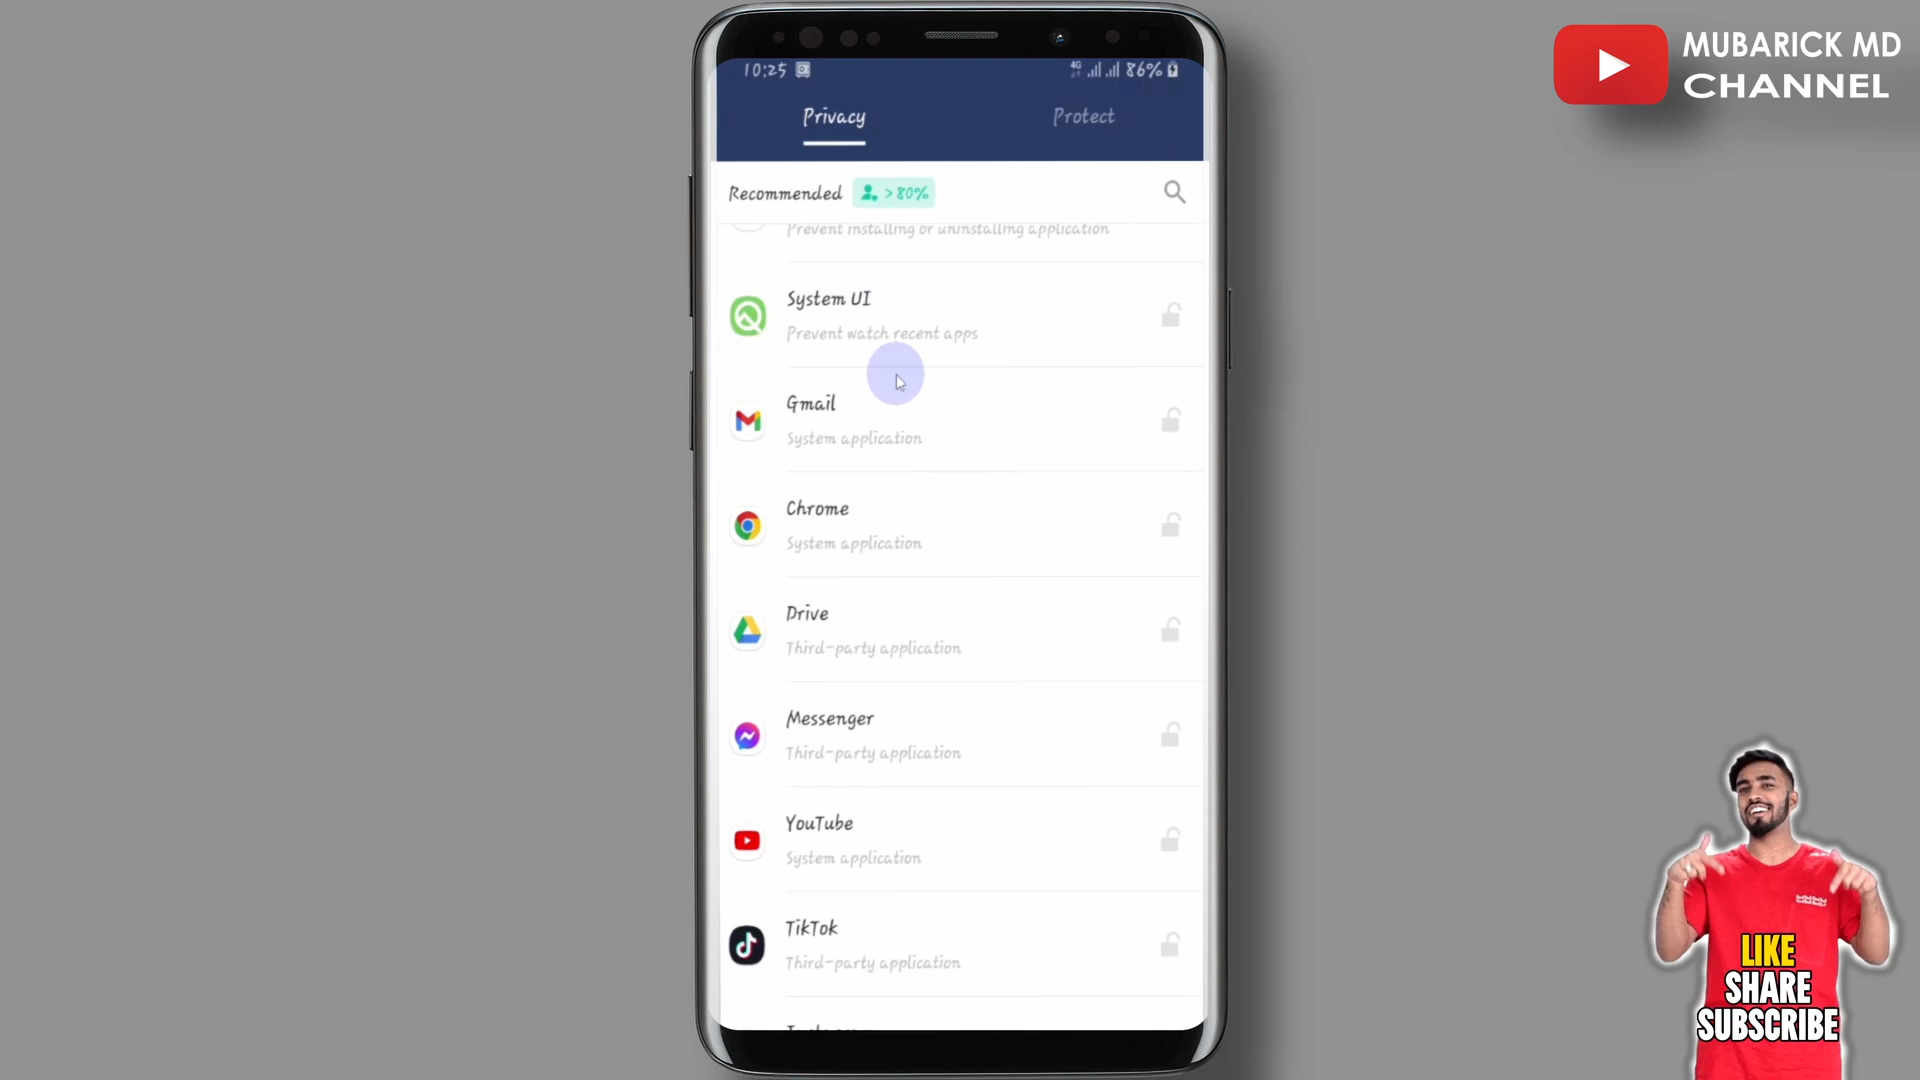 MUBARICK MD
CHANNEL
10:25
4G
86%
Privacy
Protect
Recommended
> 80%
Prevent installing or uninstalling application
System UI
Prevent watch recent apps
Gmail
System application
Chrome
System application
Drive
Third-party application
Messenger
Third-party application
YouTube
System application
TikTok
Third-party application
LIKE
SHARE
SUBSCRIBE